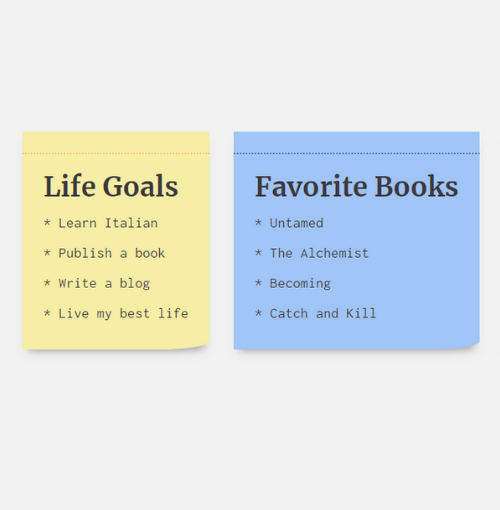 Life Goals
* Learn Italian
* Publish a book
* Write a blog
* Live my best life
Favorite Books
* Untamed
* The Alchemist
* Becoming
* Catch and Kill